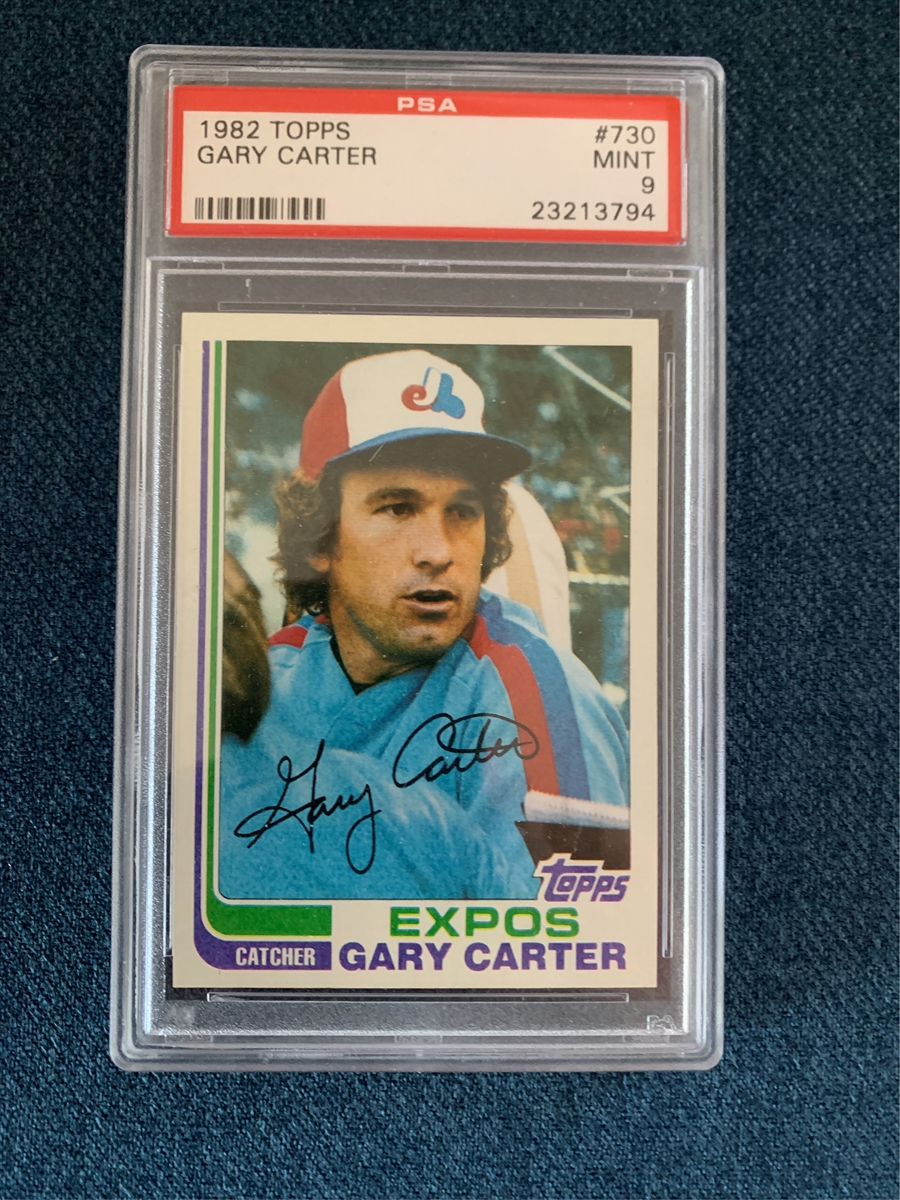 PSA
1982 TOPPS #730
GARY CARTER MINT
9
23213794
Gary Carter
topps
EXPOS
CATCHER GARY CARTER